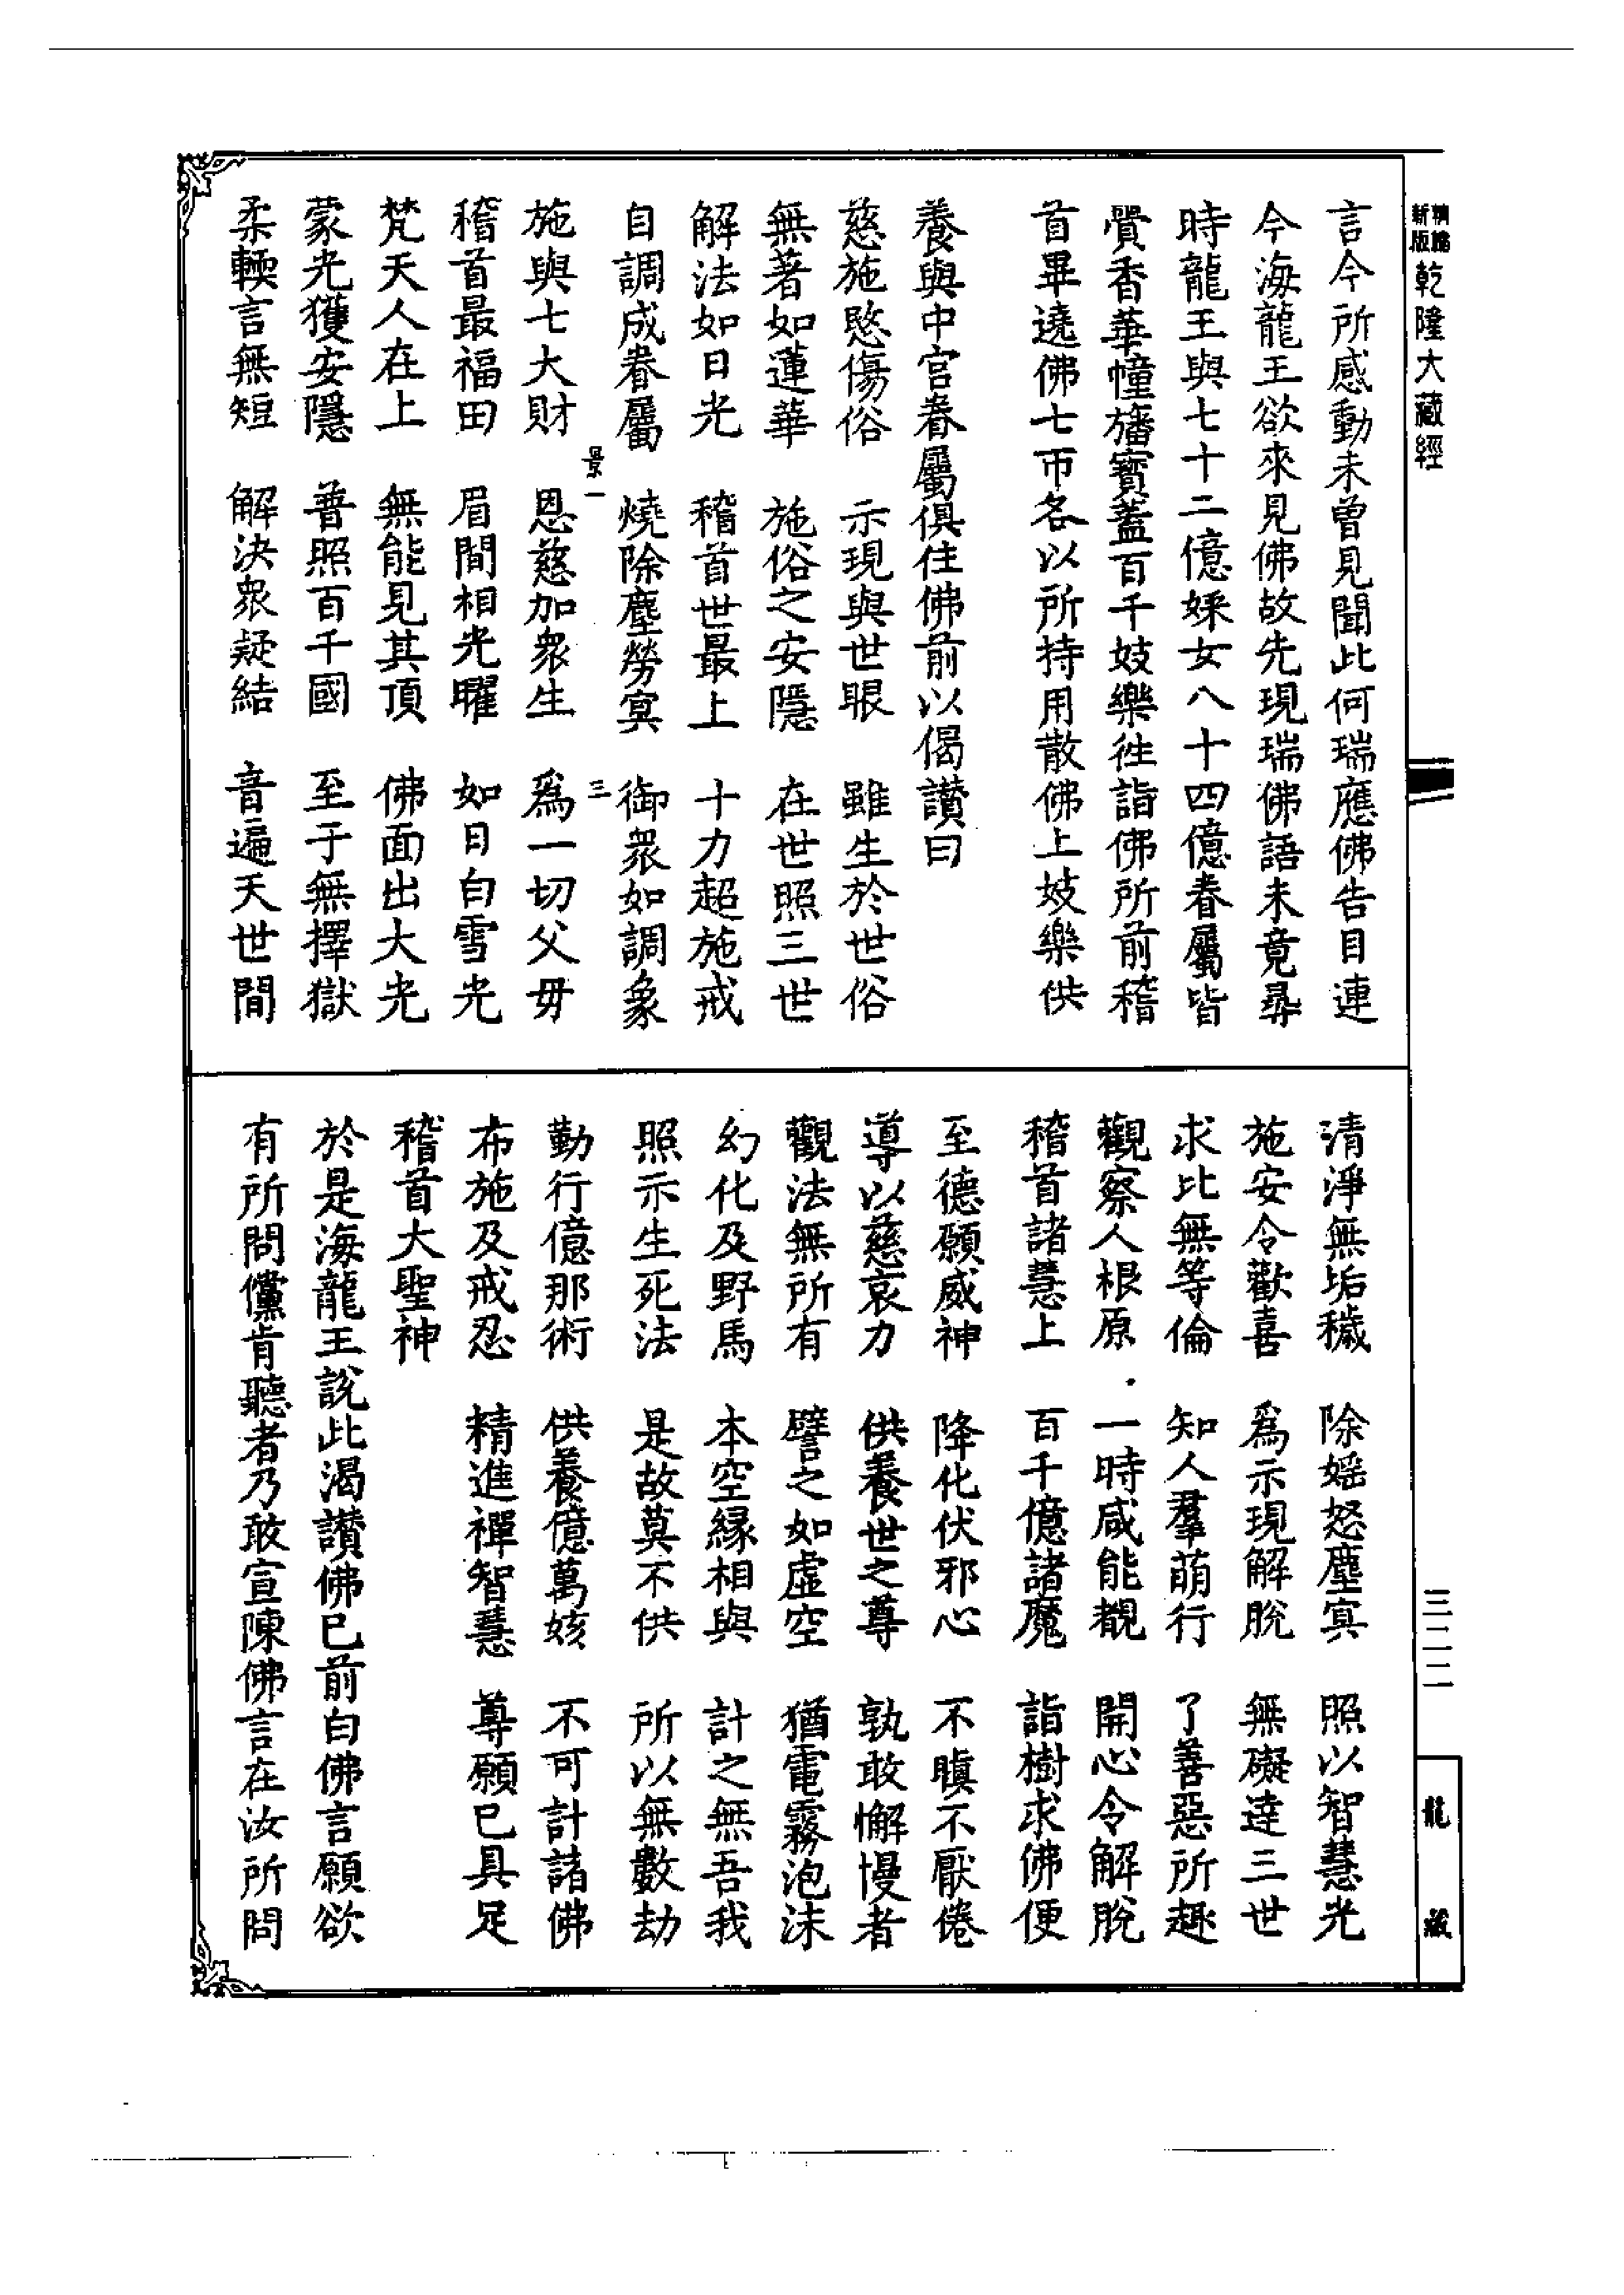 精編新版 乾隆大藏經
言今所感動未曾見聞此何瑞應佛告目連
今海龍王欲來見佛故先現瑞佛語未竟尋
時龍王與七十二億婇女八十四億眷屬皆
賫香華幢旛寳蓋百千妓樂徃詣佛所前稽
首畢遶佛七帀各以所持用散佛上妓樂供
養與中宫眷屬俱住佛前以偈讃曰
慈施愍傷俗　示現與世眼　雖生於世俗
無著如蓮華　施俗之安隱　在世照三世
解法如日光　稽首世最上　十力超施戒
自調成眷屬　燒除塵勞冥　御衆如調象
景一　三
施與七大財　恩慈加衆生　爲一切父毋
稽首最福田　眉間相光曜　如日白雪光
梵天人在上　無能見其頂　佛面出大光
蒙光獲安隱　普照百千國　至于無擇獄
柔輭言無短　解決衆疑結　音遍天世間
清淨無垢穢　除婬怒塵寘　照以智慧光
施安令歡喜　爲示現解脫　無礙達三世
求比無等倫　知人羣萌行　了善惡所趣
觀察人根原　一時咸能覩　開心令解脫
稽首諸慧上　百千億諸魔　詣樹求佛便
至德願威神　降化伏邪心　不瞋不厭倦
導以慈哀力　供養世之尊　孰敢懈慢者
觀法無所有　譬之如虛空　猶電霧泡沫
幻化及野馬　本空緣相與　計之無吾我
照示生死法　是故莫不供　所以無數劫
勤行億那術　供養億萬姟　不可計諸佛
布施及戒忍　精進禪智慧　尊願已具足
稽首大聖神
於是海龍王說此渴讃佛已前白佛言願欲
有所問儻肯聽者乃敢宣陳佛言在汝所問
三二二
龍藏